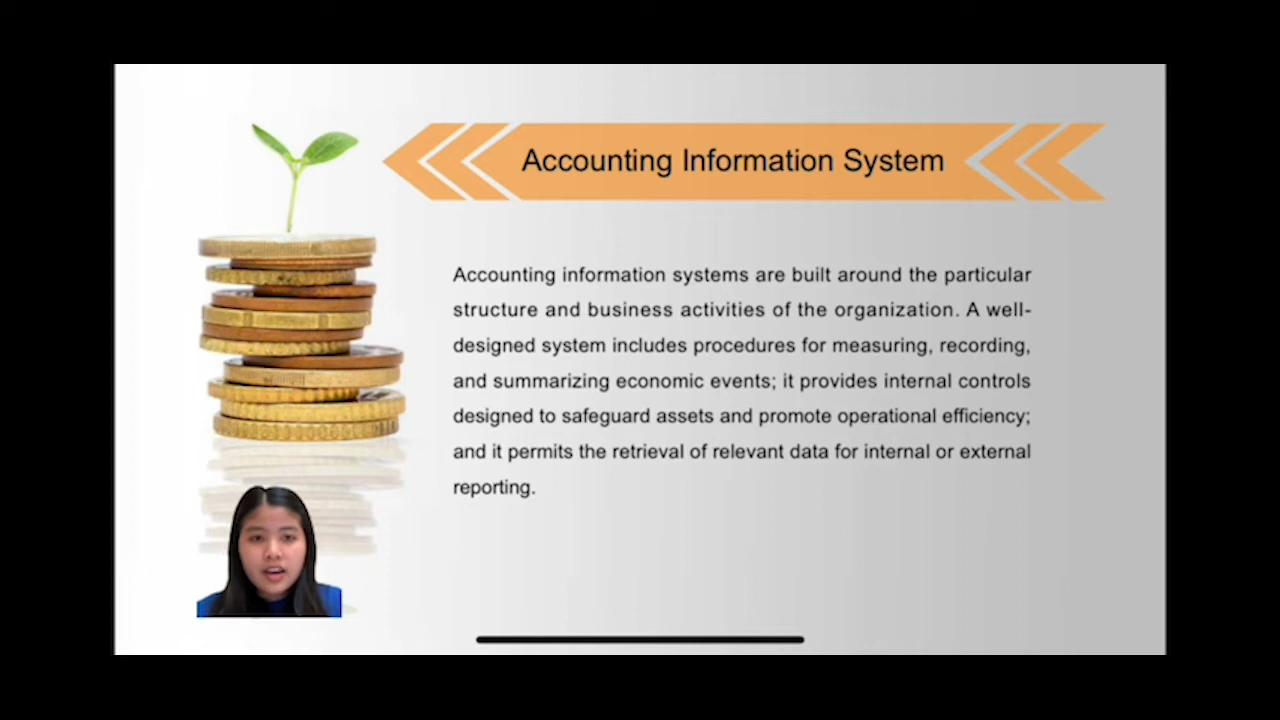 Accounting Information System
Accounting information systems are built around the particular
structure and business activities of the organization. A well-
designed system includes procedures for measuring, recording,
and summarizing economic events; it provides internal controls
designed to safeguard assets and promote operational efficiency;
and it permits the retrieval of relevant data for internal or external
reporting.